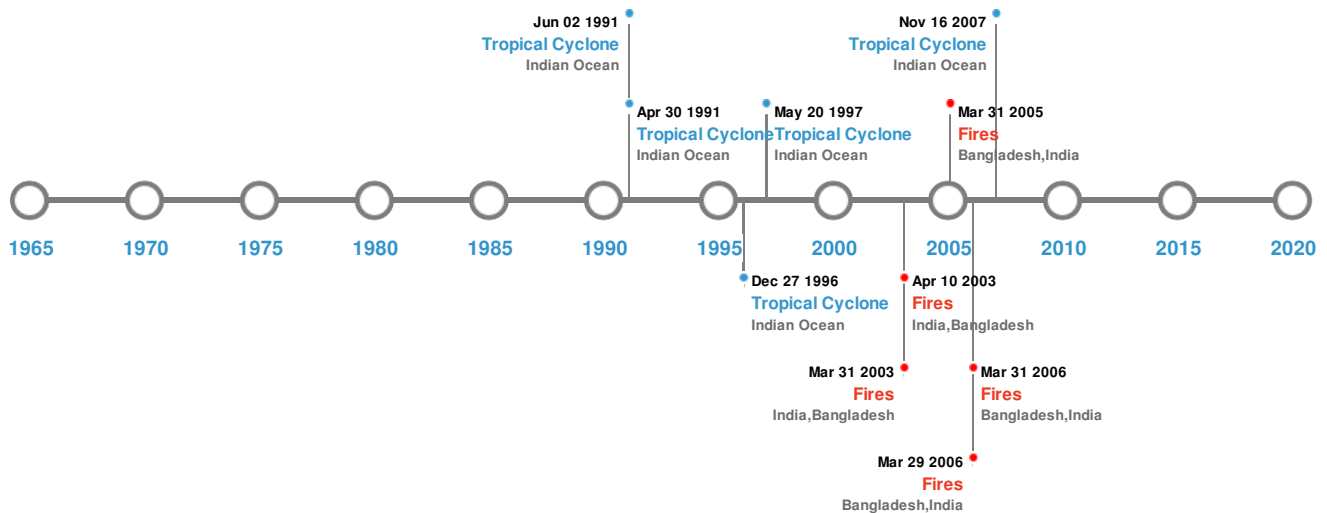 Jun 02 1991
Tropical Cyclone
Indian Ocean
Nov 16 2007
Tropical Cyclone
Indian Ocean
Apr 30 1991
Tropical Cyclone
Indian Ocean
May 20 1997
Tropical Cyclone
Indian Ocean
Mar 31 2005
Fires
Bangladesh,India
1965 1970 1975 1980 1985 1990 1995 2000 2005 2010 2015 2020
Dec 27 1996
Tropical Cyclone
Indian Ocean
Apr 10 2003
Fires
India,Bangladesh
Mar 31 2003
Fires
India,Bangladesh
Mar 31 2006
Fires
Bangladesh,India
Mar 29 2006
Fires
Bangladesh,India